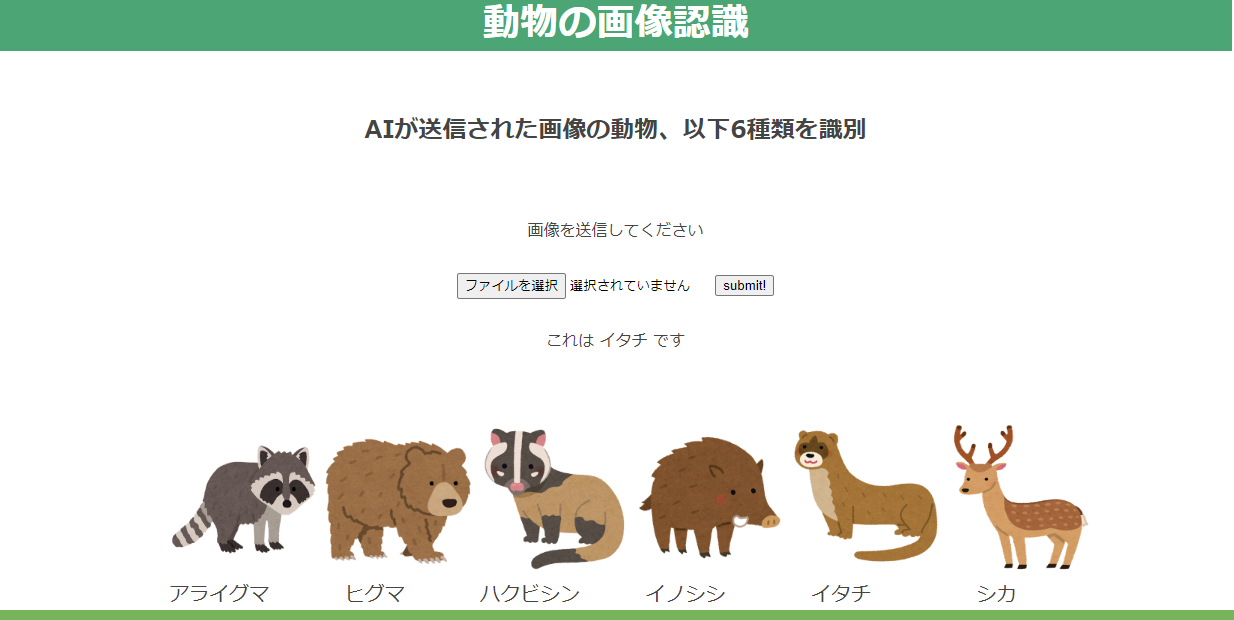 動物の画像認識
AIが送信された画像の動物、以下6種類を識別
画像を送信してください
ファイルを選択 選択されていません submit!
これは イタチ です
アライグマ ヒグマ ハクビシン イノシシ イタチ シカ